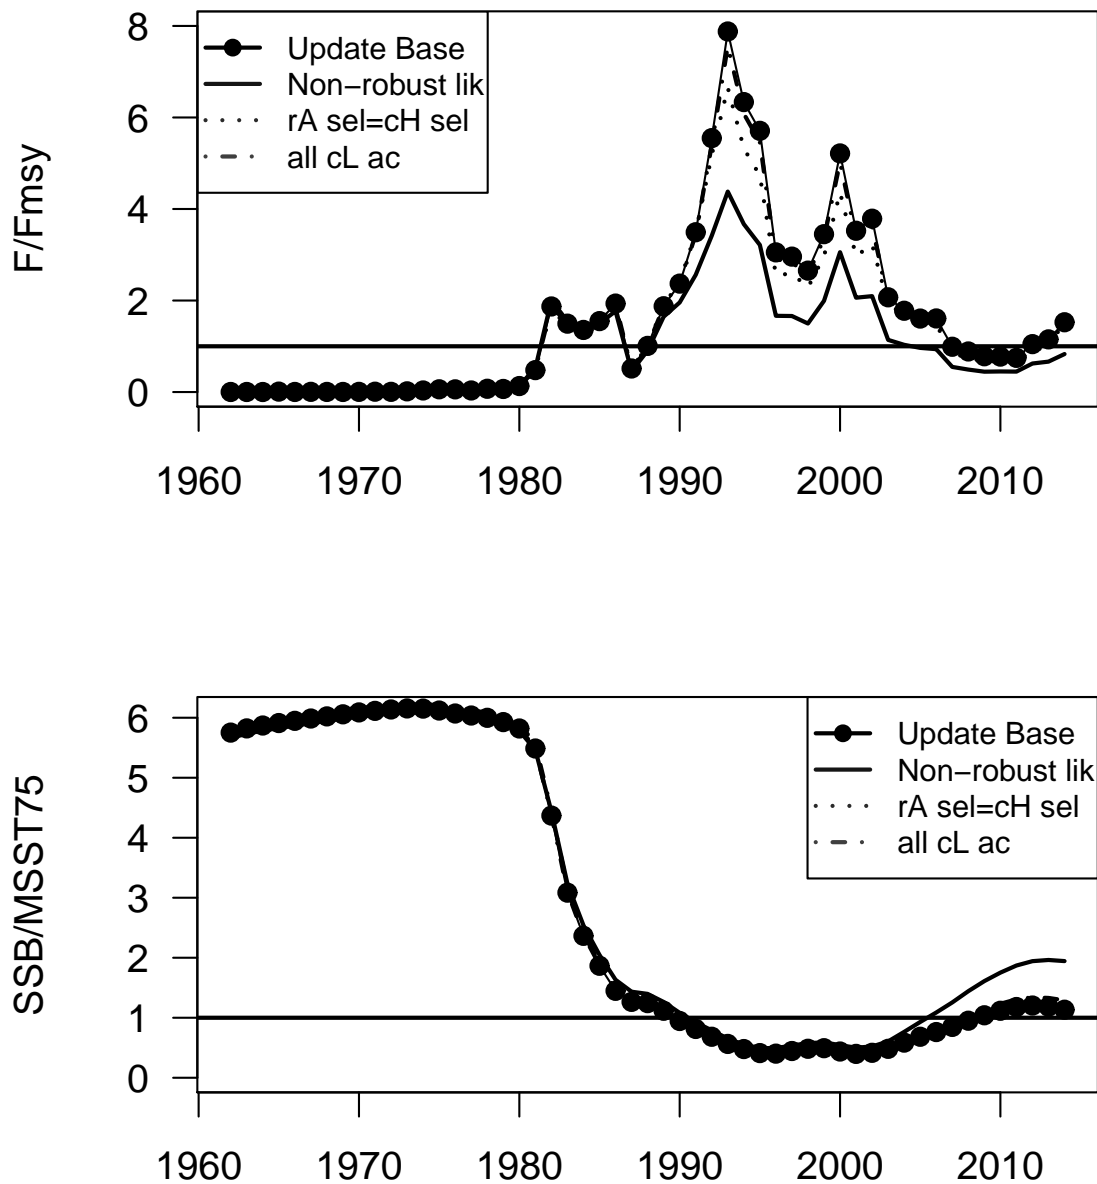 F/Fmsy
8
6
4
2
0
Update Base
Non−robust lik
rA sel=cH sel
all cL ac
1960 1970 1980 1990 2000 2010
SSB/MSST75
6
5
4
3
2
1
0
Update Base
Non−robust lik
rA sel=cH sel
all cL ac
1960 1970 1980 1990 2000 2010